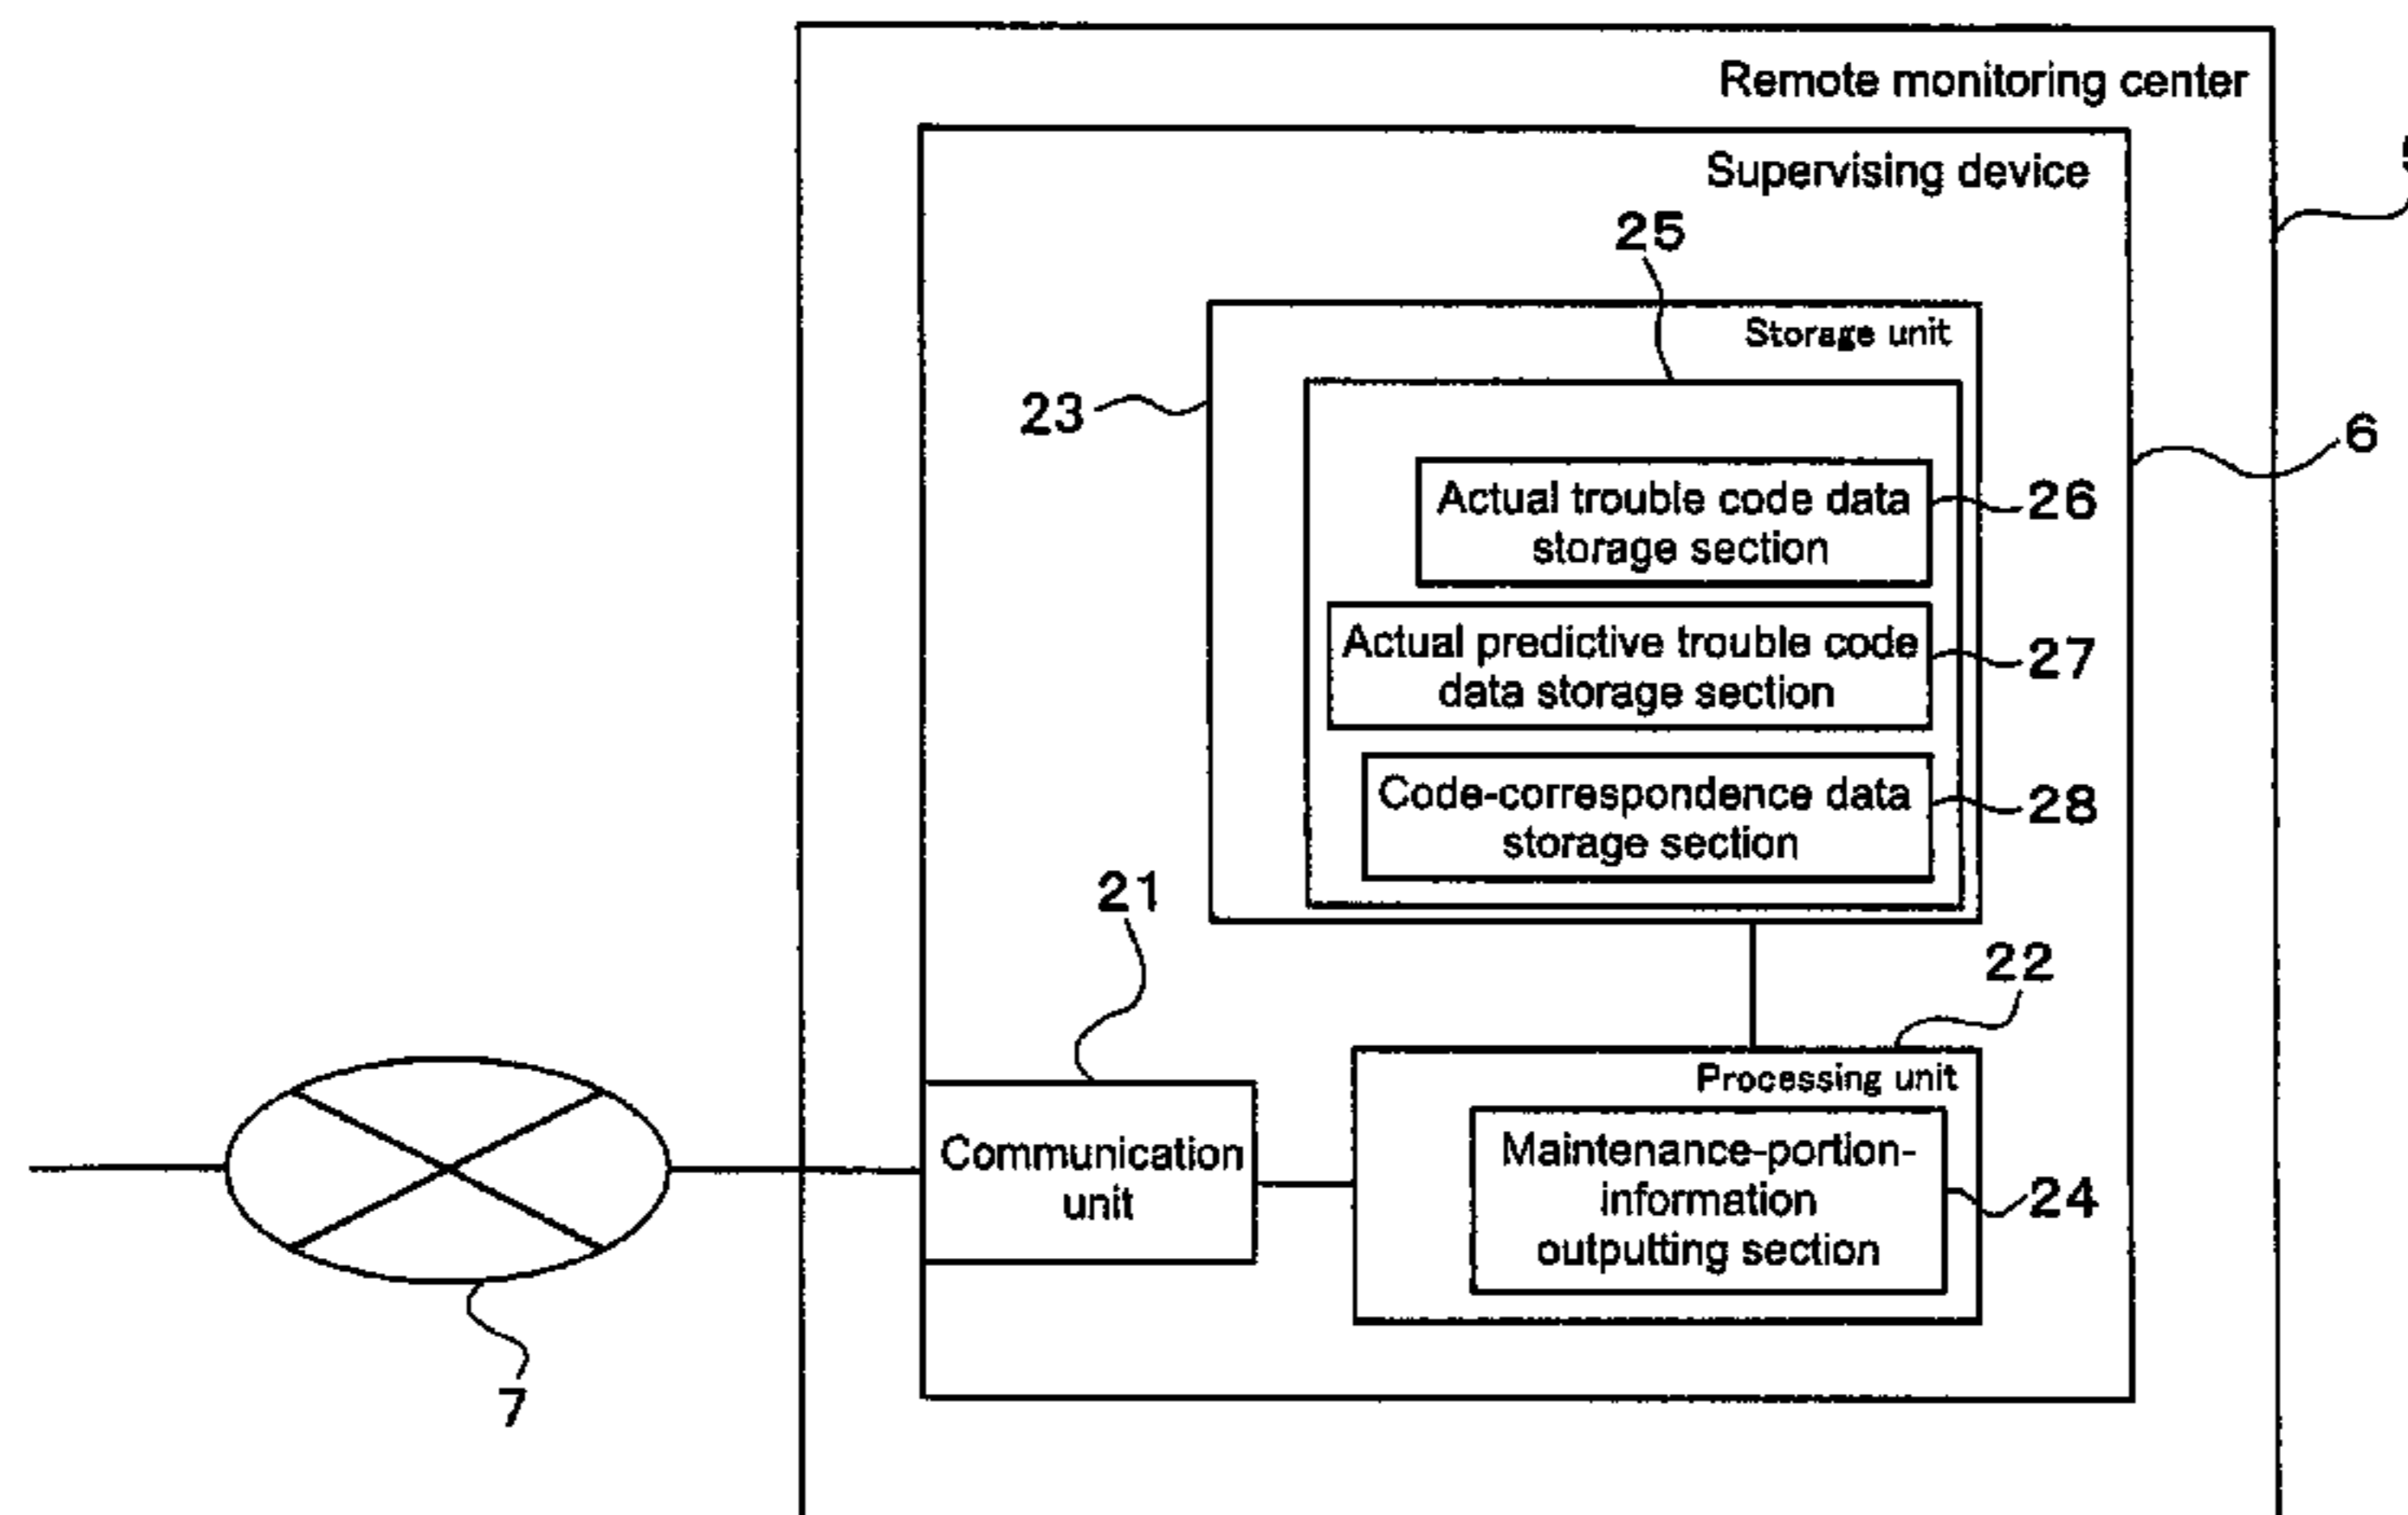 Remote monitoring center
Supervising device
25
Storage unit
23
6
Actual trouble code data
storage section
26
Actual predictive trouble code
data storage section
27
Code-correspondence data
storage section
28
21
22
Processing unit
Communication
unit
Maintenance-portion-
information
outputting section
24
7